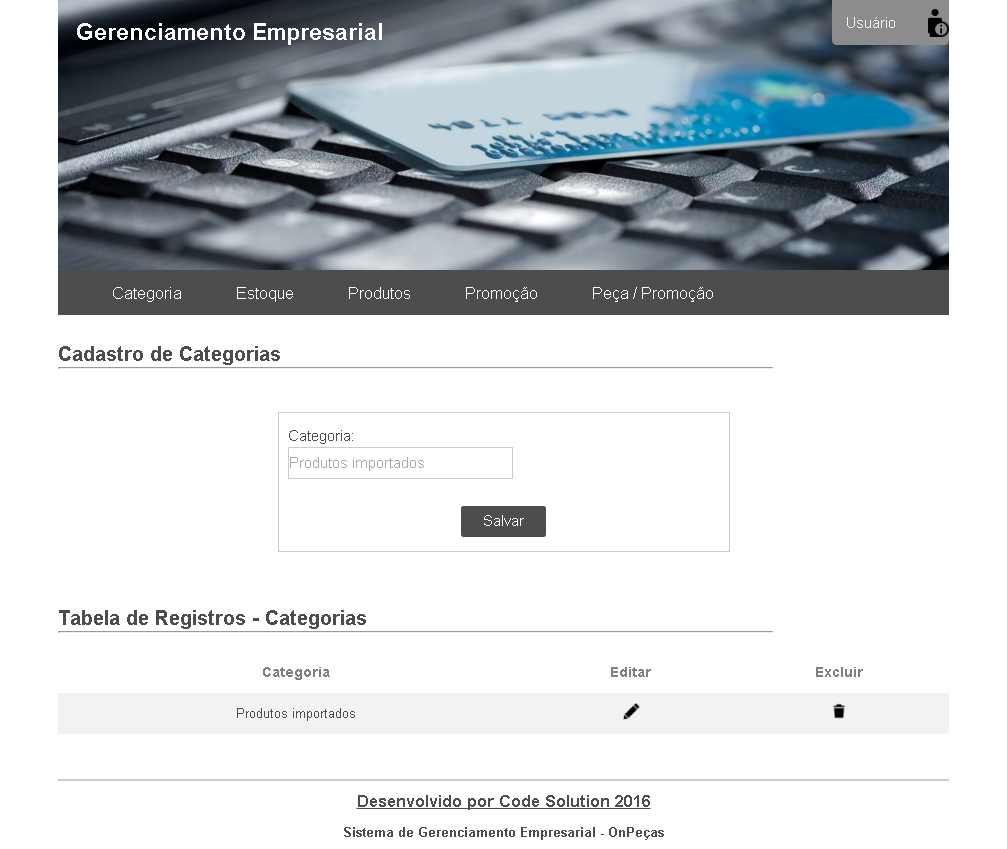 Gerenciamento Empresarial
Usuário
Categoria Estoque Produtos Promoção Peça / Promoção
Cadastro de Categorias
Categoria:
Produtos importados
Salvar
Tabela de Registros - Categorias
Categoria Editar Excluir
Produtos importados
Desenvolvido por Code Solution 2016
Sistema de Gerenciamento Empresarial - OnPeças